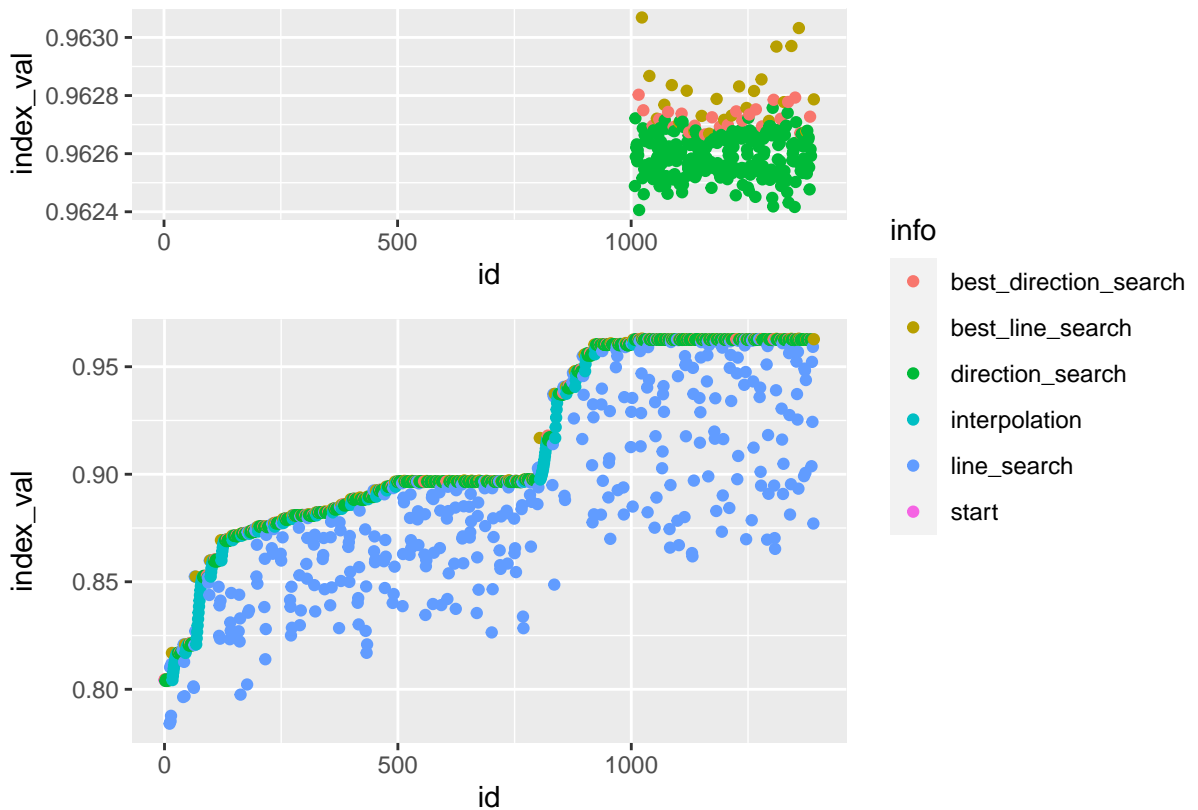 index_val
0.9630
0.9628
0.9626
0.9624
0
500
1000
id
index_val
0.95
0.90
0.85
0.80
0
500
1000
id
info
best_direction_search
best_line_search
direction_search
interpolation
line_search
start